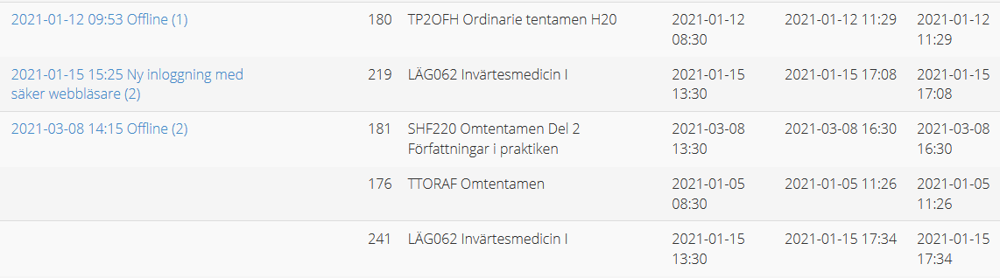 2021-01-12 09:53 Offline (1) 180 TP2OFH Ordinarie tentamen H20 2021-01-12 2021-01-12 11:29 2021-01-12
08:30 11:29
2021-01-15 15:25 Ny inloggning med 219 LÄG062 Invärtesmedicin I 2021-01-15 2021-01-15 17:08 2021-01-15
säker webbläsare (2) 13:30 17:08
2021-03-08 14:15 Offline (2) 181 SHF220 Omtentamen Del 2 2021-03-08 2021-03-08 16:30 2021-03-08
Författningar i praktiken 13:30 16:30
176 TTORAF Omtentamen 2021-01-05 2021-01-05 11:26 2021-01-05
08:30 11:26
241 LÄG062 Invärtesmedicin I 2021-01-15 2021-01-15 17:34 2021-01-15
13:30 17:34